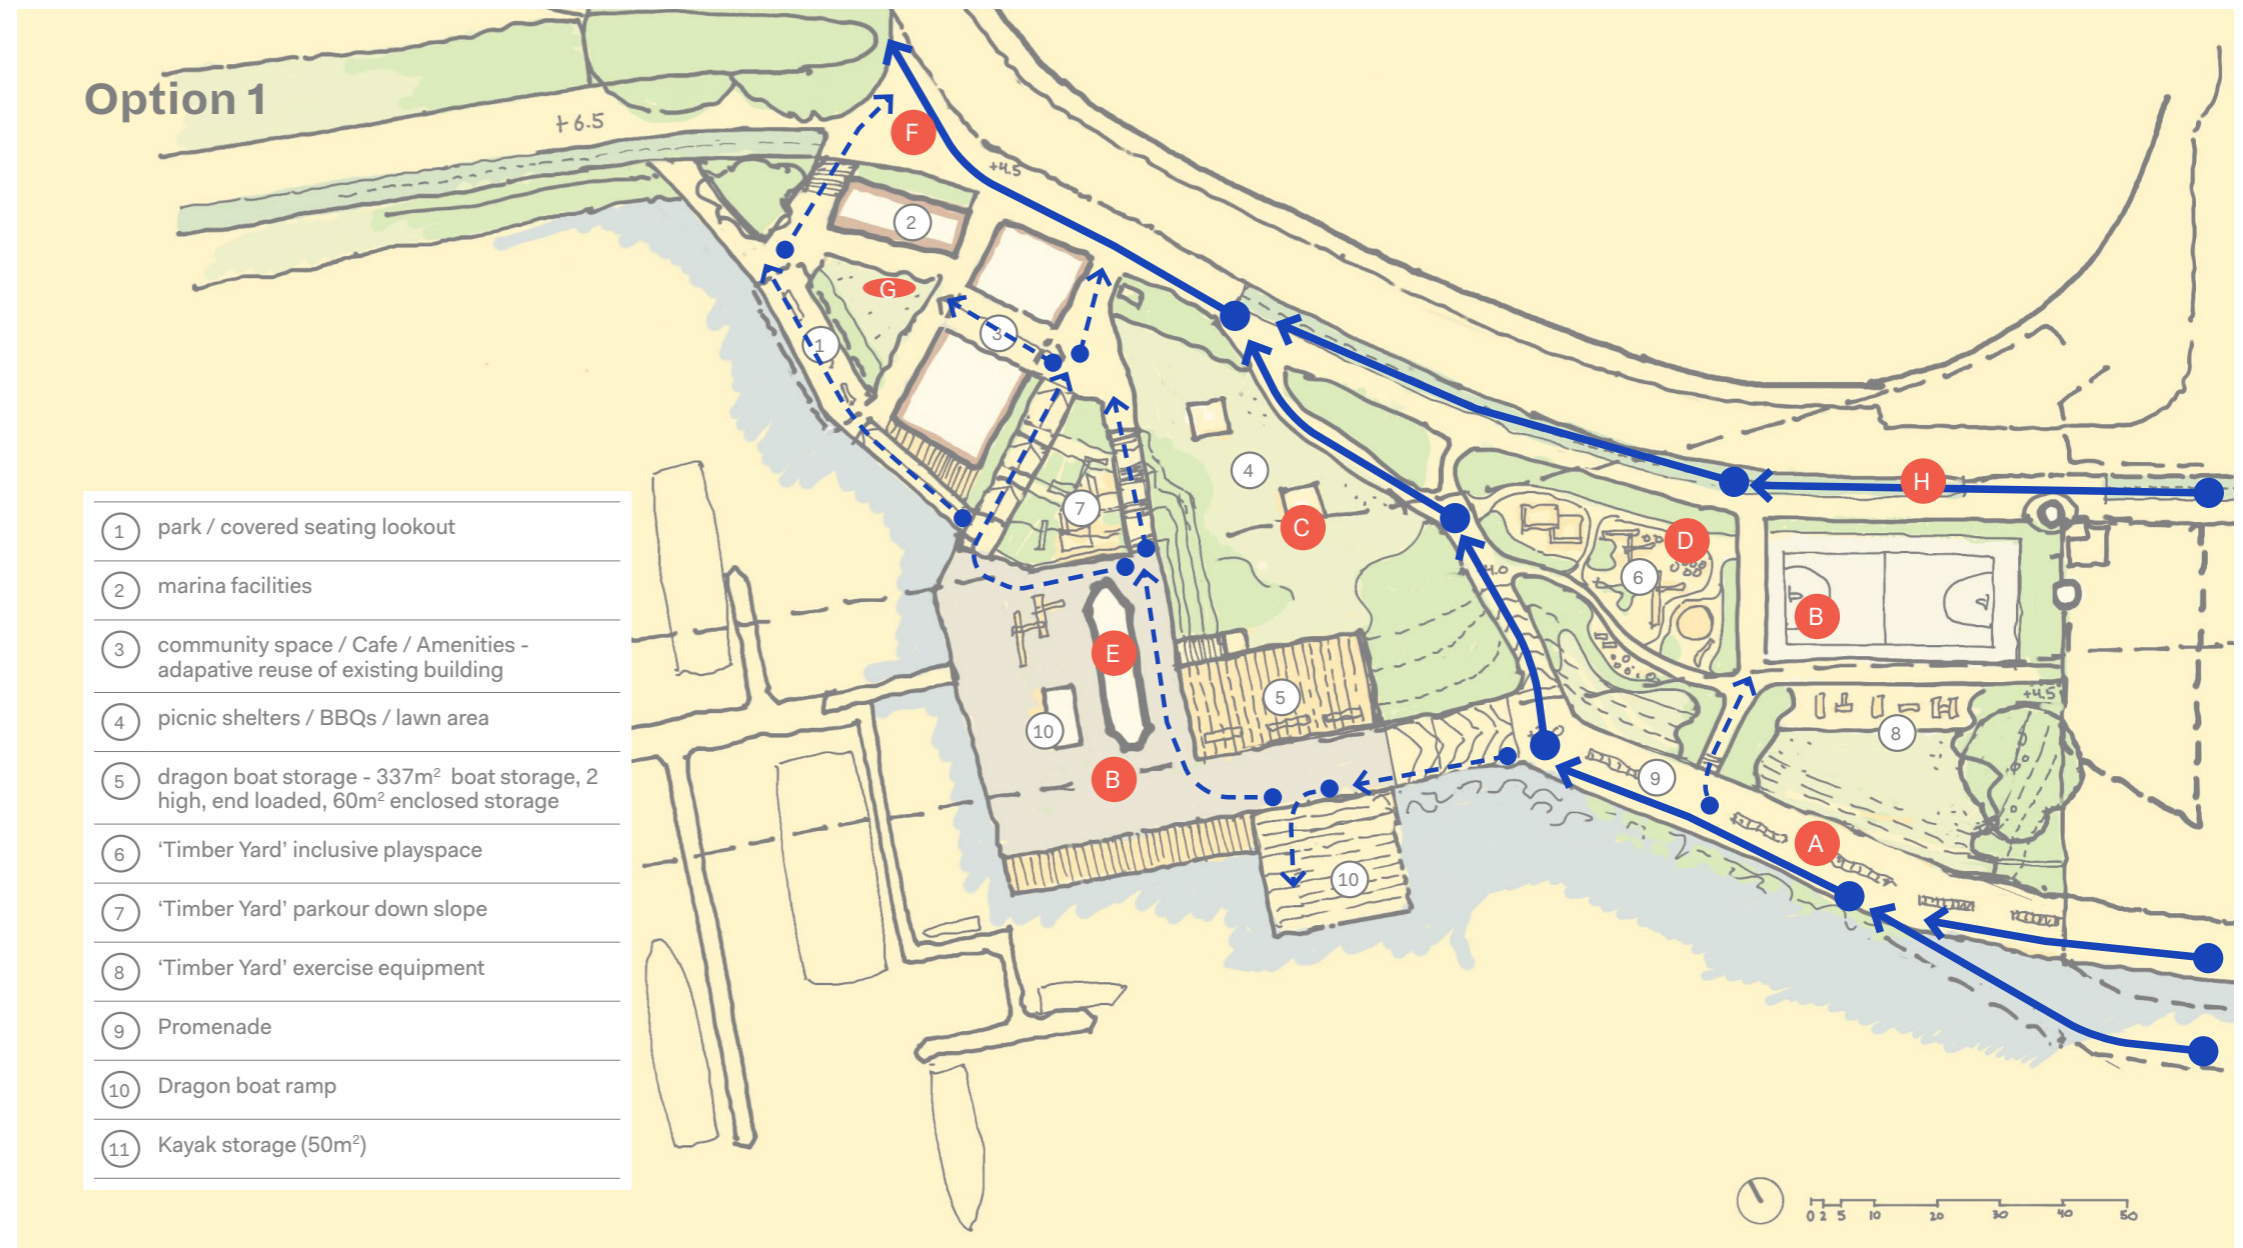 Option 1
+6.5
F
+4.5
2
G
3
1
4
H
C
7
D
4.0
6
B
E
5
+4.5
10
8
B
9
A
10
1 park / covered seating lookout
2 marina facilities
3 community space / Cafe / Amenities -
adapative reuse of existing building
4 picnic shelters / BBQs / lawn area
5 dragon boat storage - 337m² boat storage, 2
high, end loaded, 60m² enclosed storage
6 ‘Timber Yard’ inclusive playspace
7 ‘Timber Yard’ parkour down slope
8 ‘Timber Yard’ exercise equipment
9 Promenade
10 Dragon boat ramp
11 Kayak storage (50m²)
0 2 5 10 20 30 40 50